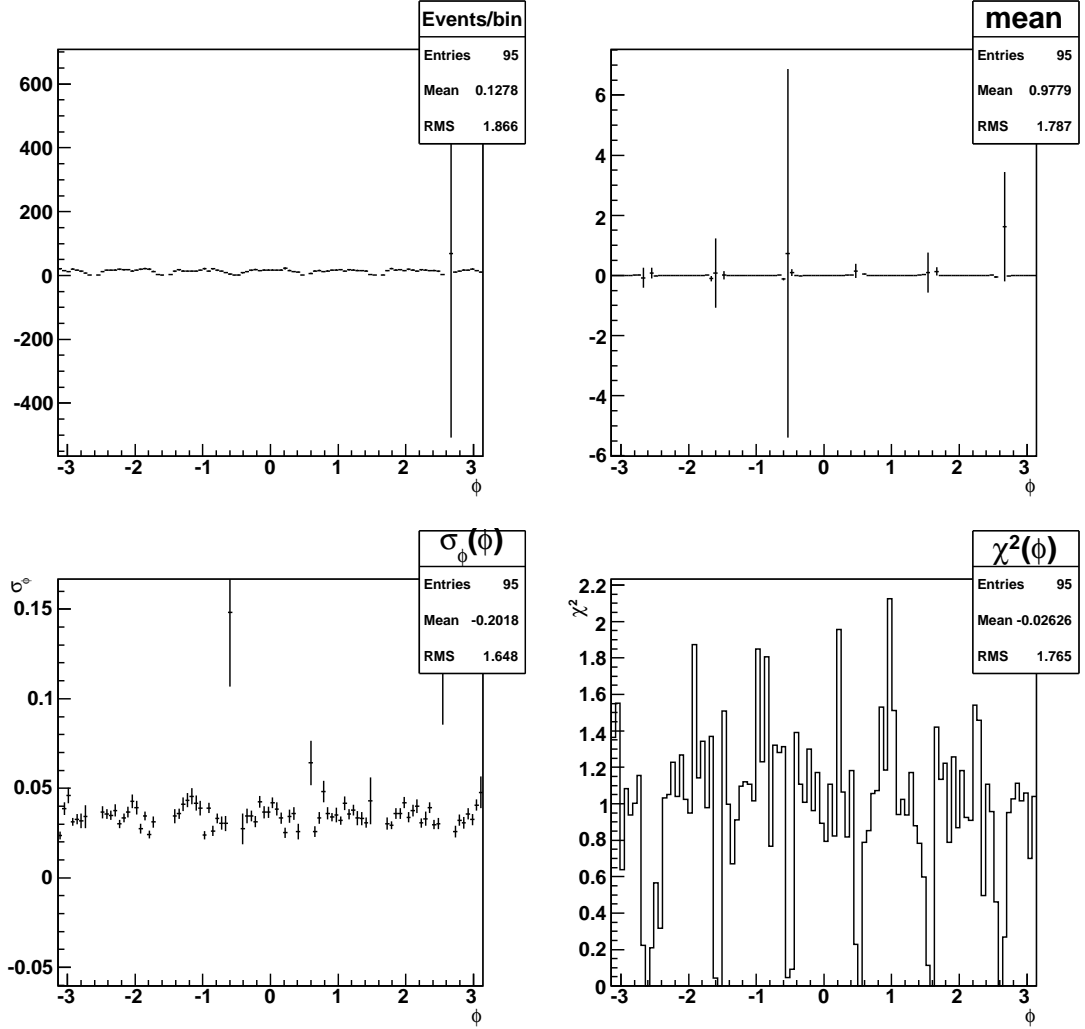 Events/bin
Entries 95
Mean 0.1278
RMS 1.866
600
400
200
0
-200
-400
-3 -2 -1 0 1 2 3
ϕ
mean
Entries 95
Mean 0.9779
RMS 1.787
6
4
2
0
-2
-4
-6
-3 -2 -1 0 1 2 3
ϕ
σϕ(ϕ)
Entries 95
Mean -0.2018
RMS 1.648
σϕ
0.15
0.1
0.05
0
-0.05
-3 -2 -1 0 1 2 3
ϕ
χ²(ϕ)
Entries 95
Mean -0.02626
RMS 1.765
χ²
2.2
2
1.8
1.6
1.4
1.2
1
0.8
0.6
0.4
0.2
0
-3 -2 -1 0 1 2 3
ϕ